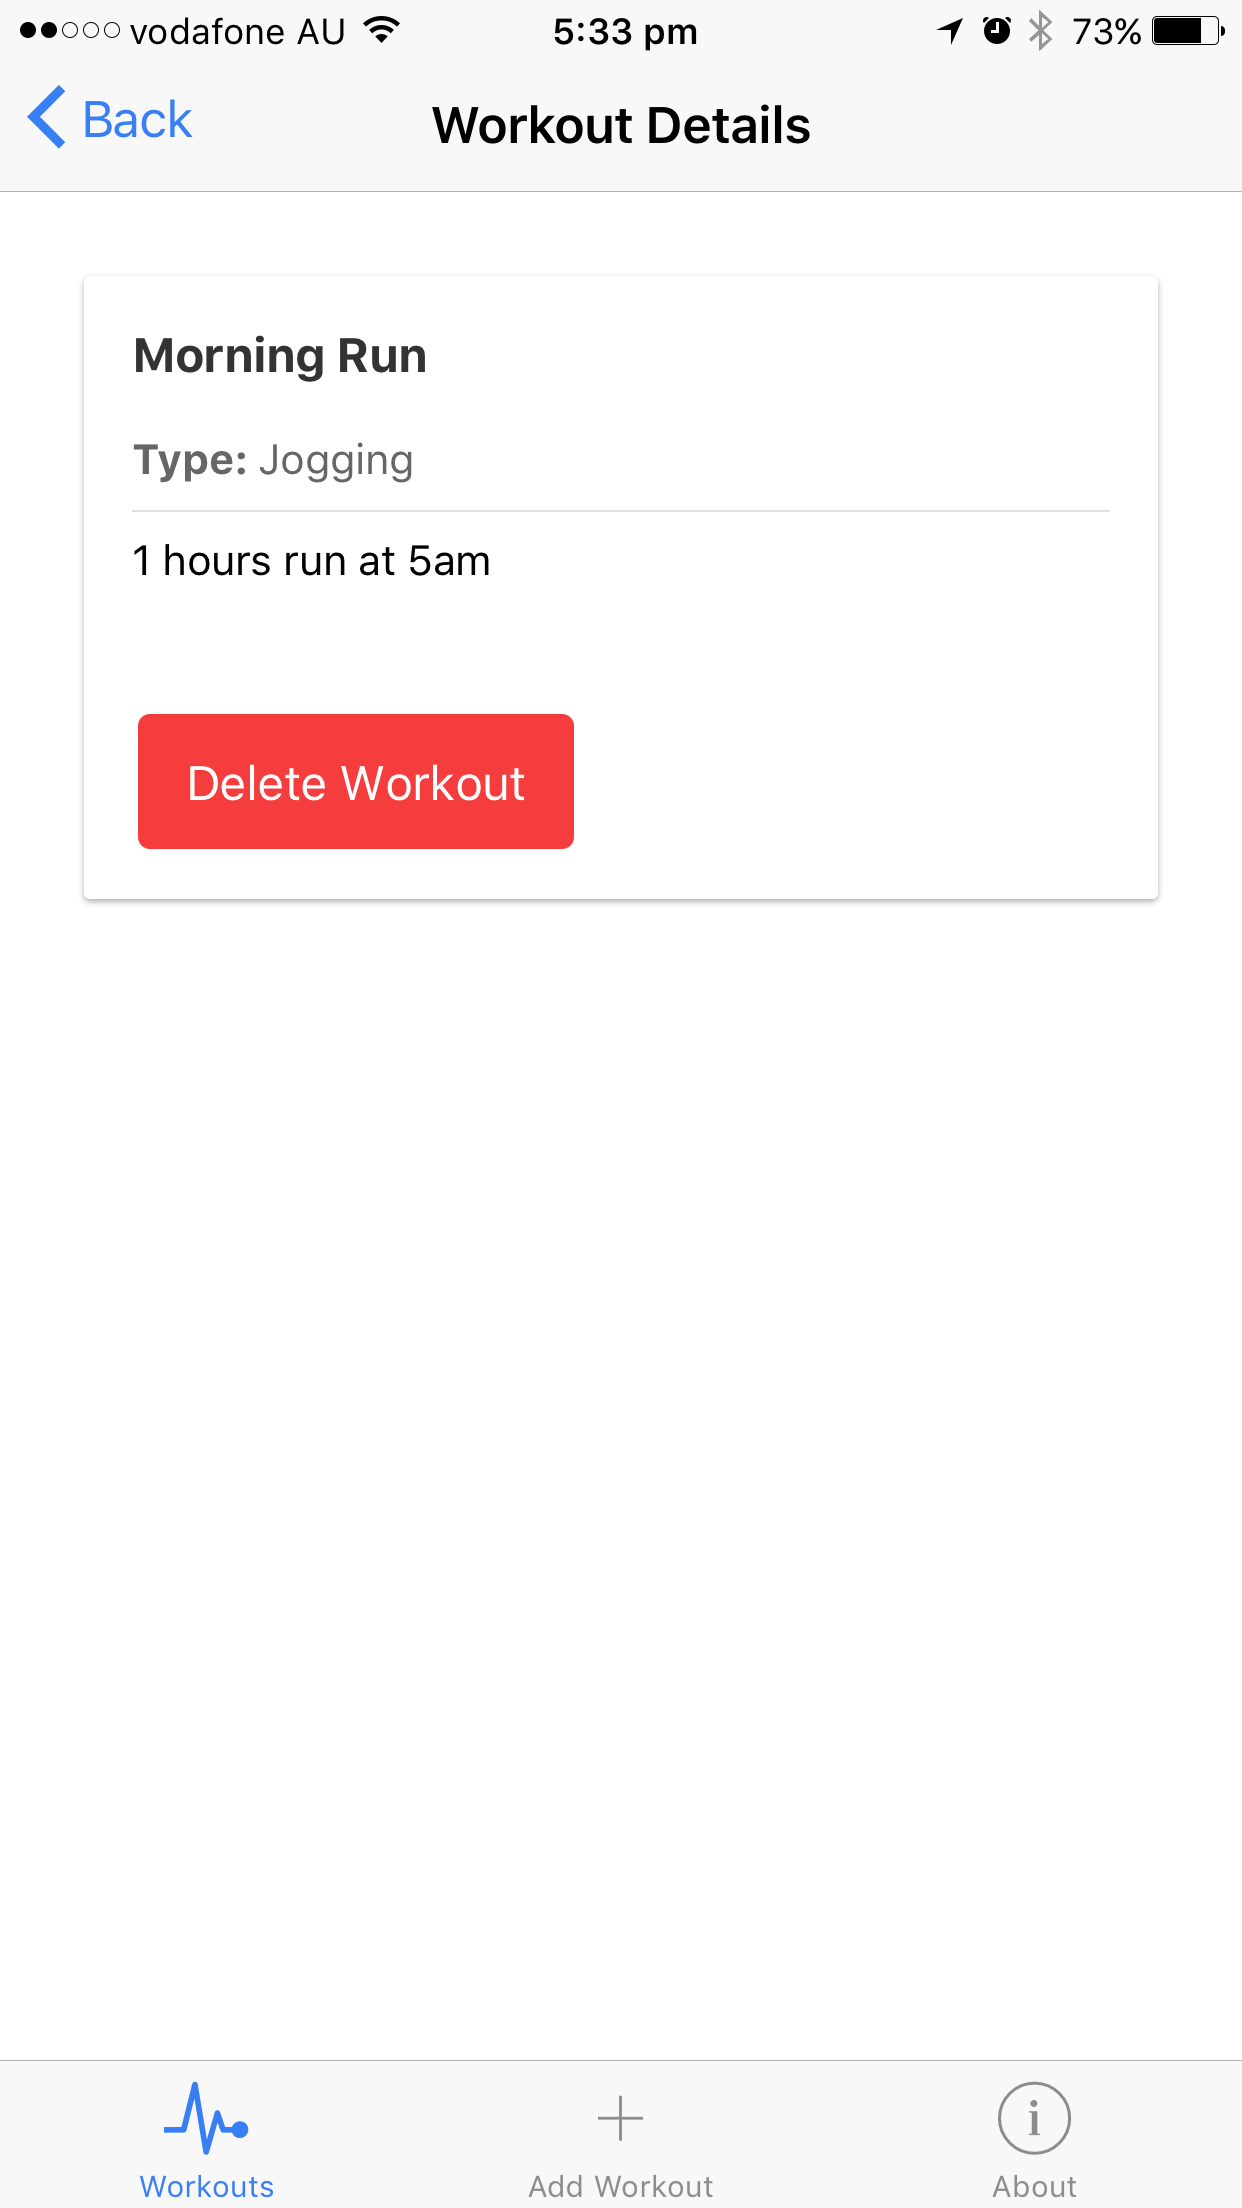 vodafone AU 5:33 pm 73%
Back Workout Details
Morning Run
Type: Jogging
1 hours run at 5am
Delete Workout
Workouts Add Workout About